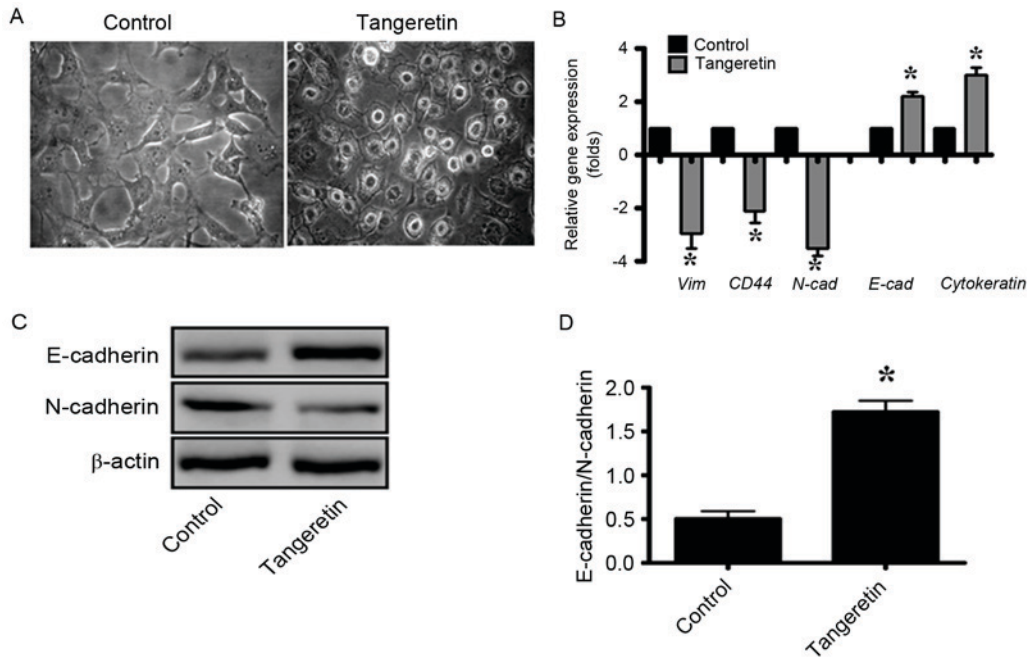 A
Control
Tangeretin
B
Control
Tangeretin
Relative gene expression
(folds)
4
2
0
-2
-4
*
*
*
*
*
Vim
CD44
N-cad
E-cad
Cytokeratin
C
E-cadherin
N-cadherin
β-actin
Control
Tangeretin
D
E-cadherin/N-cadherin
2.0
1.5
1.0
0.5
0.0
*
Control
Tangeretin